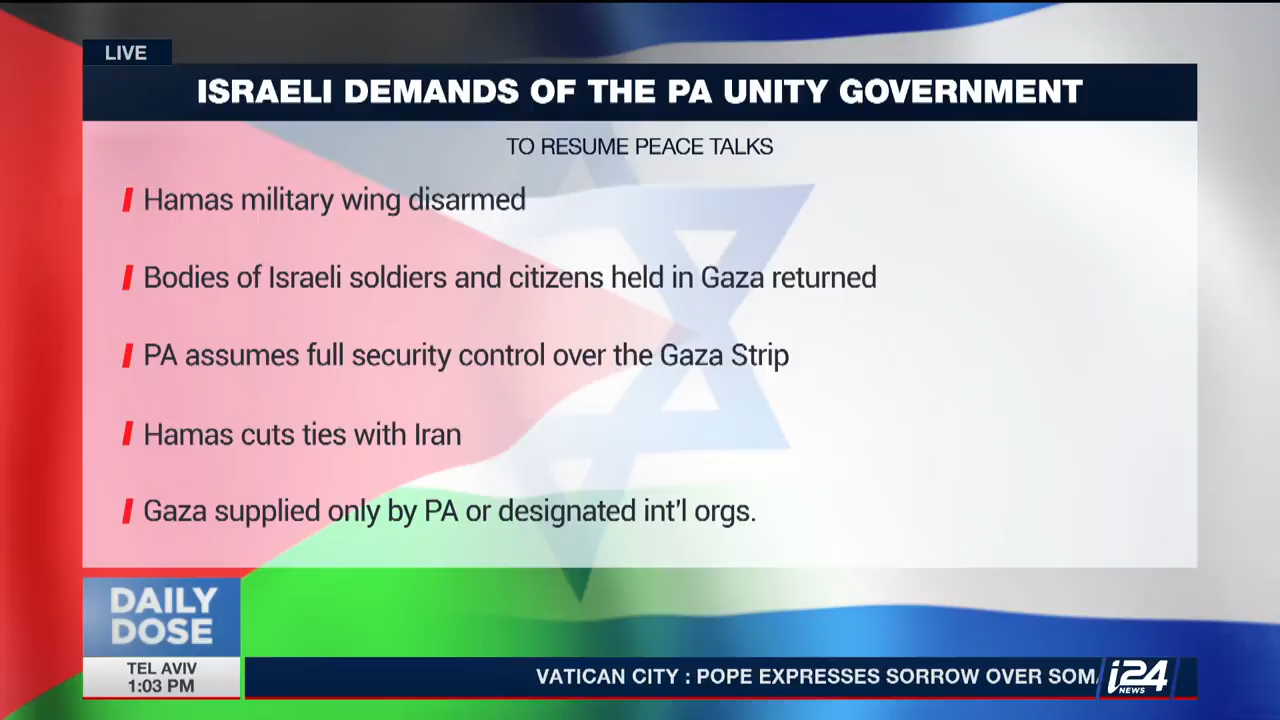 LIVE
ISRAELI DEMANDS OF THE PA UNITY GOVERNMENT
TO RESUME PEACE TALKS
Hamas military wing disarmed
Bodies of Israeli soldiers and citizens held in Gaza returned
PA assumes full security control over the Gaza Strip
Hamas cuts ties with Iran
Gaza supplied only by PA or designated int'l orgs.
DAILY
DOSE
TEL AVIV
1:03 PM
VATICAN CITY : POPE EXPRESSES SORROW OVER
i24
NEWS